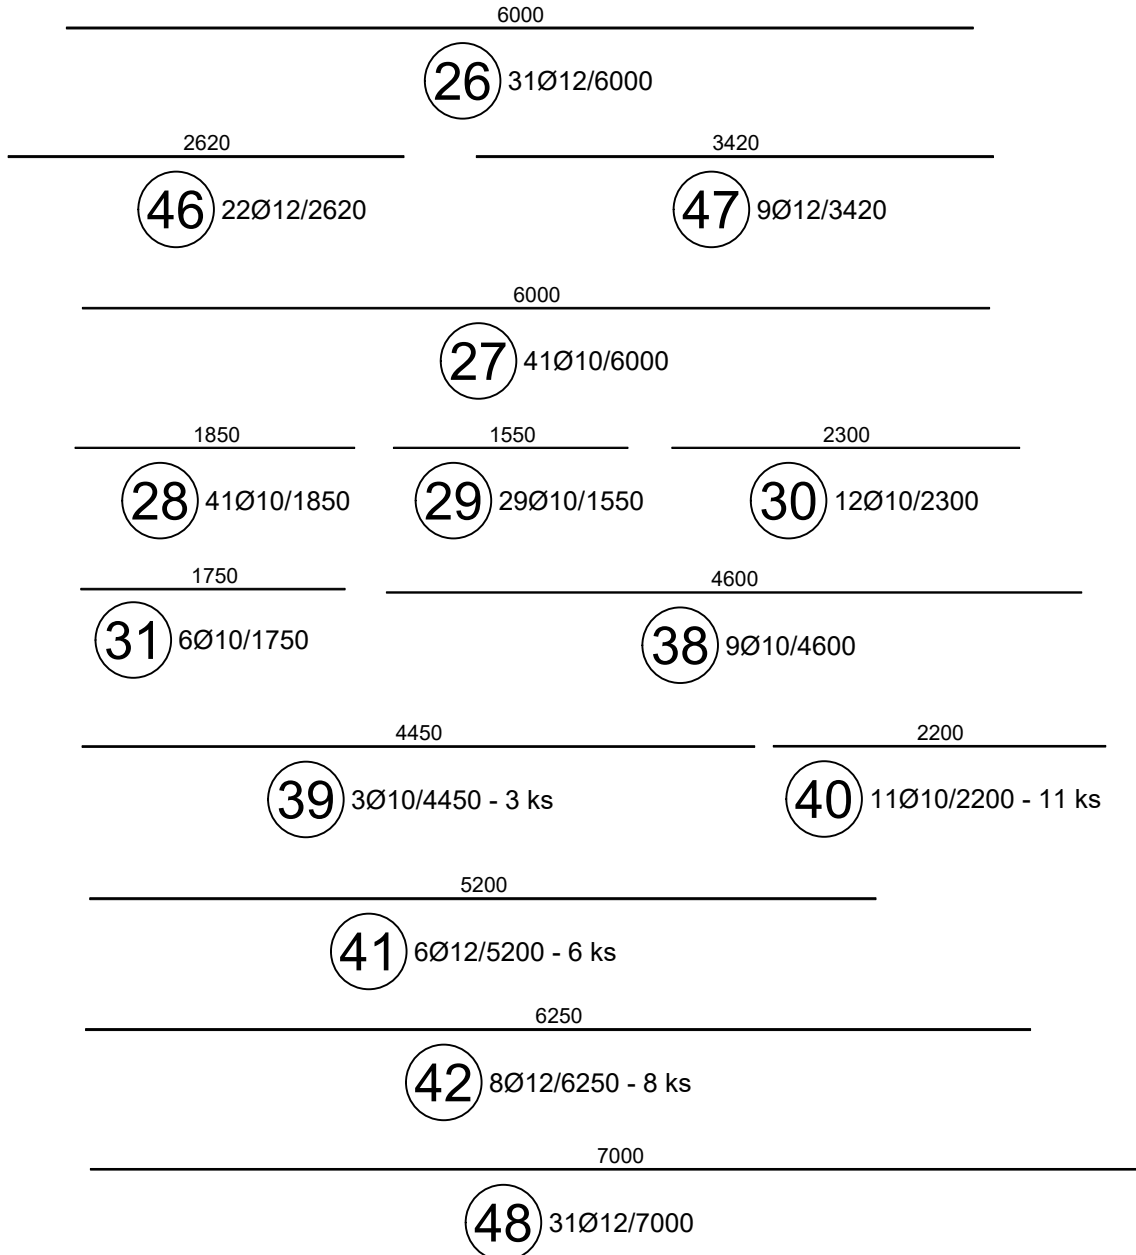 6000
26 31Ø12/6000
2620 3420
46 22Ø12/2620 47 9Ø12/3420
6000
27 41Ø10/6000
1850 1550 2300
28 41Ø10/1850 29 29Ø10/1550 30 12Ø10/2300
1750 4600
31 6Ø10/1750 38 9Ø10/4600
4450 2200
39 3Ø10/4450 - 3 ks 40 11Ø10/2200 - 11 ks
5200
41 6Ø12/5200 - 6 ks
6250
42 8Ø12/6250 - 8 ks
7000
48 31Ø12/7000